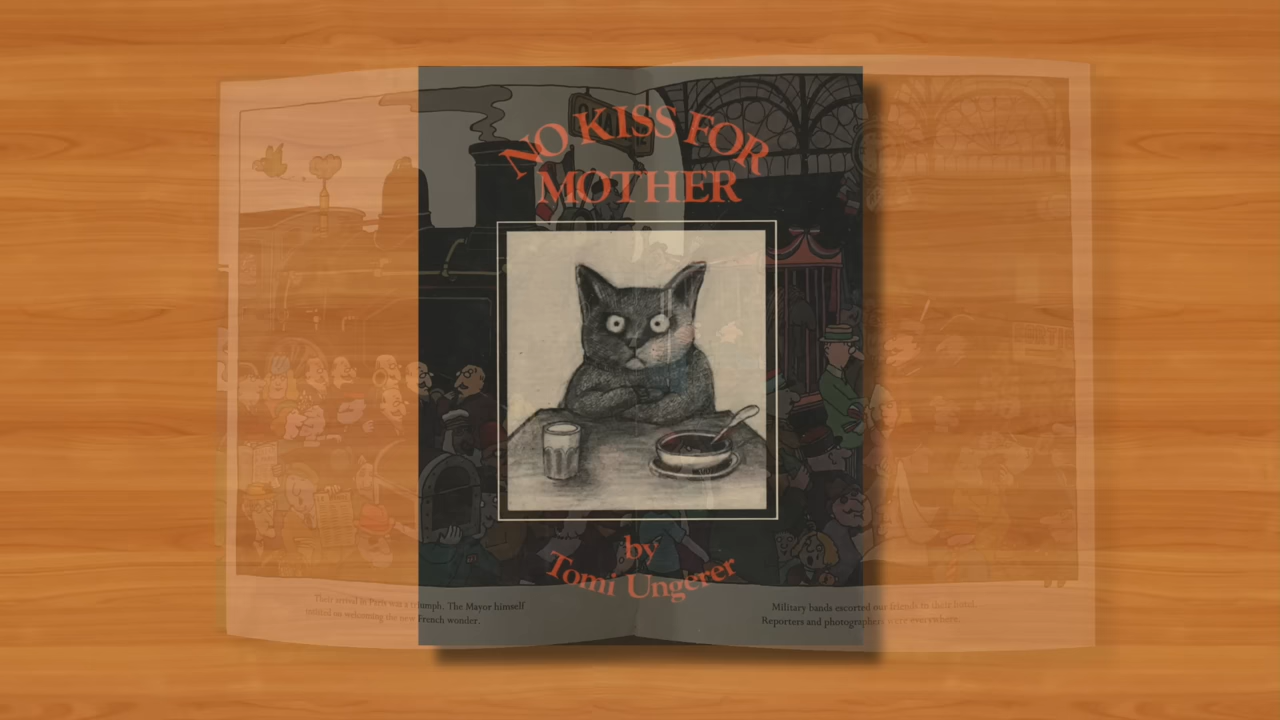 NO KISS FOR
MOTHER
by
Tomi Ungerer
Their arrival in Paris was a triumph. The Mayor himself
insisted on welcoming the new French wonder.
Military bands escorted our friends to their hotel.
Reporters and photographers were everywhere.